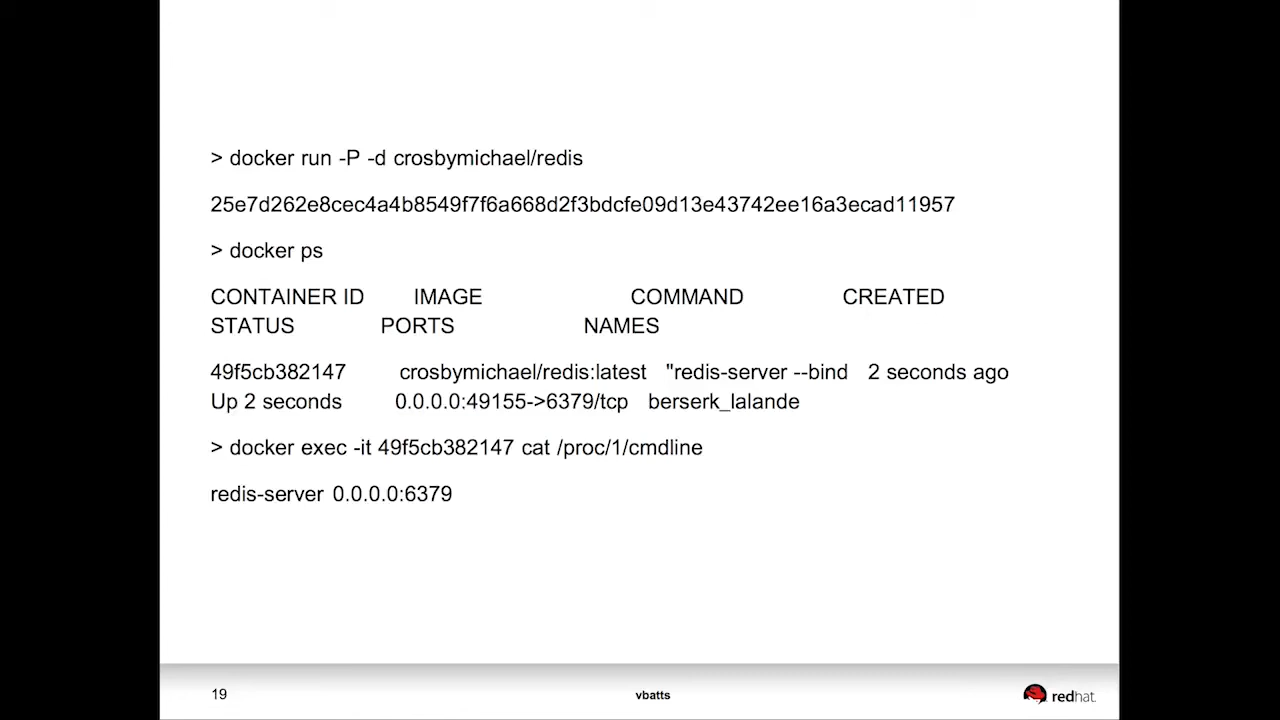 > docker run -P -d crosbymichael/redis
25e7d262e8cec4a4b8549f7f6a668d2f3bdcfe09d13e43742ee16a3ecad11957
> docker ps
CONTAINER ID IMAGE COMMAND CREATED
STATUS PORTS NAMES
49f5cb382147 crosbymichael/redis:latest "redis-server --bind 2 seconds ago
Up 2 seconds 0.0.0.0:49155->6379/tcp berserk_lalande
> docker exec -it 49f5cb382147 cat /proc/1/cmdline
redis-server 0.0.0.0:6379
19 vbatts redhat.